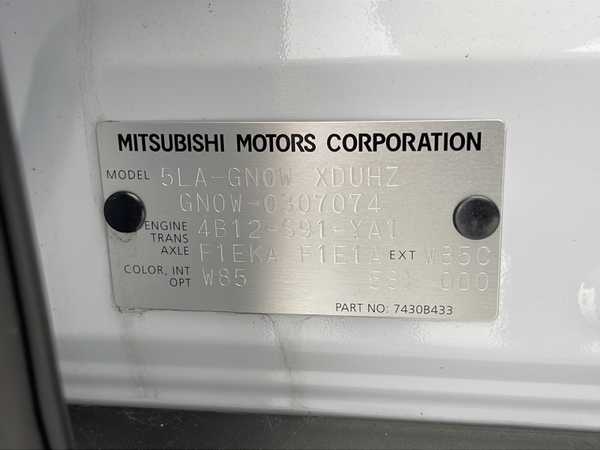 MITSUBISHI MOTORS CORPORATION
MODEL 5LA-GN0W XDUHZ
GN0W-0307074
ENGINE 4B12-S91-YA1
TRANS
AXLE F1EKA F1E1A EXT W85C
COLOR, INT W85 000
OPT
PART NO: 7430B433